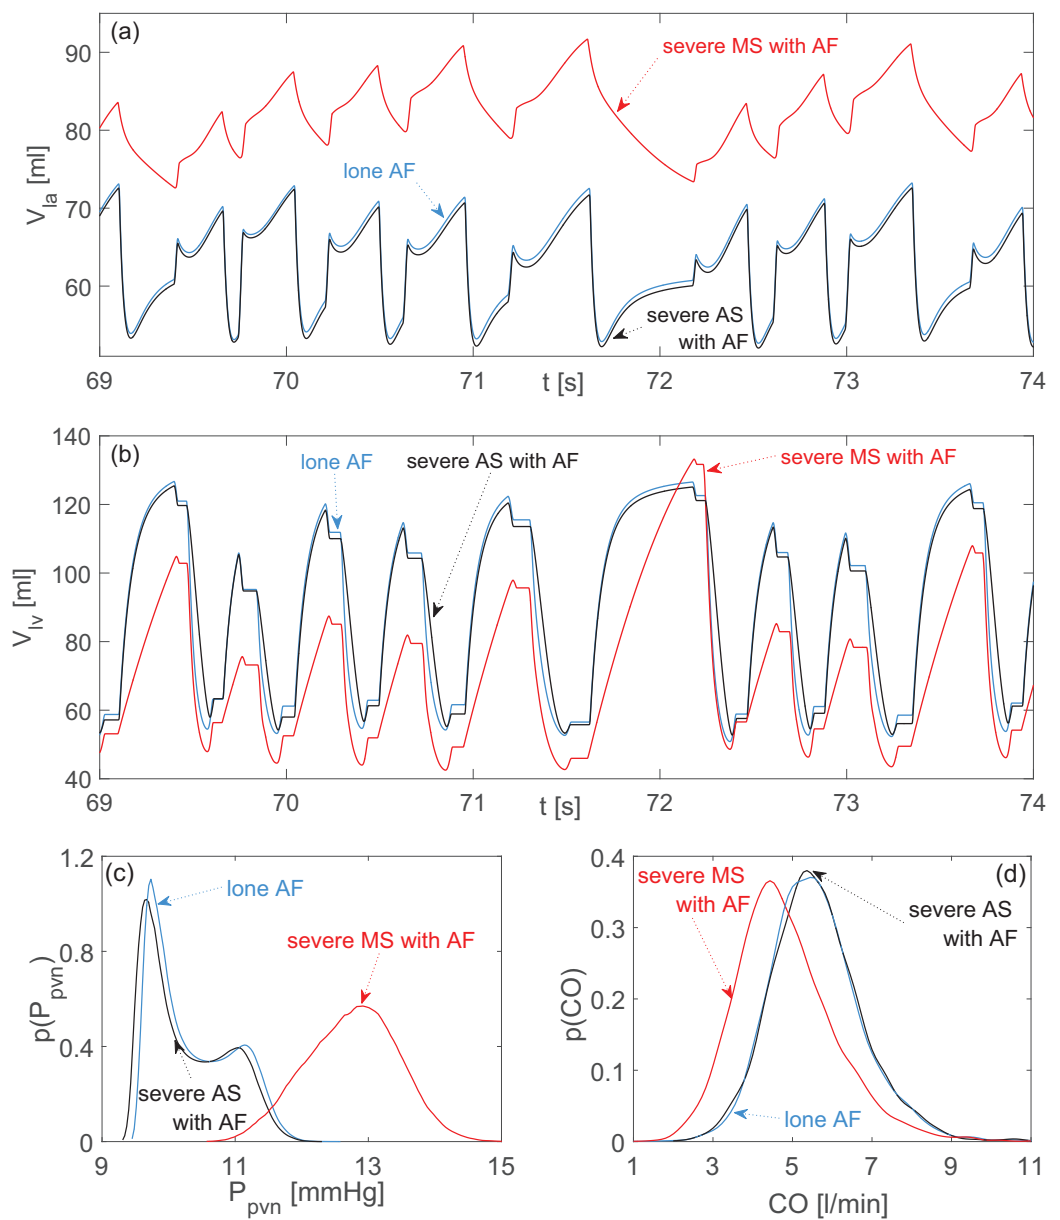 (a)
severe MS with AF
lone AF
severe AS
with AF
V_la [ml]
90
80
70
60
69
70
71
72
73
74
t [s]
(b)
lone AF
severe AS with AF
severe MS with AF
V_lv [ml]
140
120
100
80
60
40
69
70
71
72
73
74
t [s]
(c)
lone AF
severe MS with AF
severe AS
with AF
p(P_pvn)
1.2
0.8
0.4
0
9
11
13
15
P_pvn [mmHg]
(d)
severe MS
with AF
severe AS
with AF
lone AF
p(CO)
0.4
0.3
0.2
0.1
0
1
3
5
7
9
11
CO [l/min]